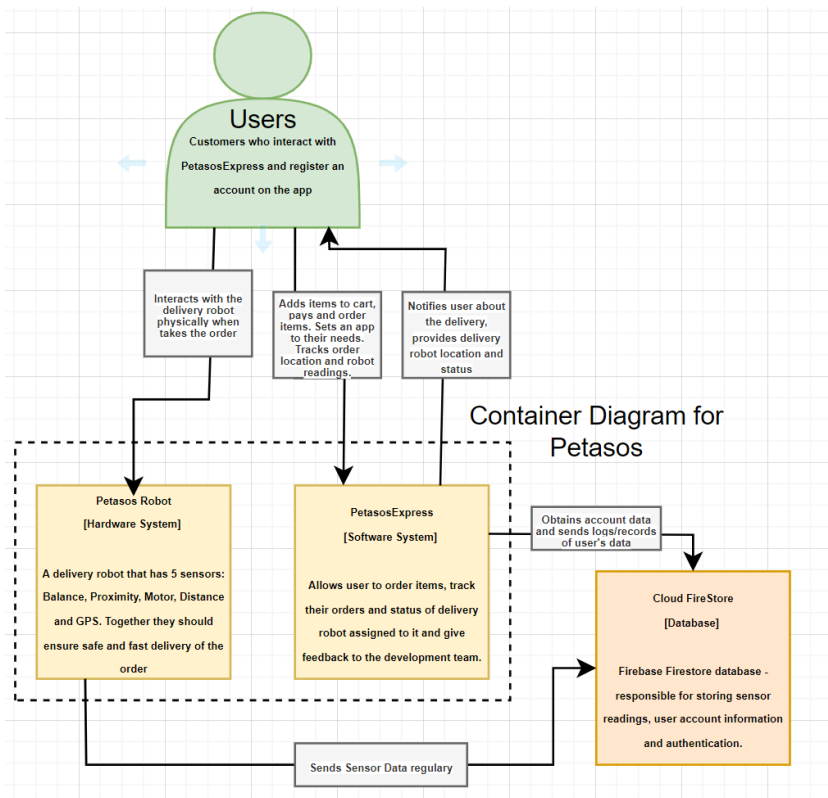 Users
Customers who interact with
PetasosExpress and register an
account on the app
Interacts with the
delivery robot
physically when
takes the order
Adds items to cart,
pays and order
items. Sets an app
to their needs.
Tracks order
location and robot
readings.
Notifies user about
the delivery,
provides delivery
robot location and
status
Container Diagram for
Petasos
Petasos Robot
[Hardware System]
A delivery robot that has 5 sensors:
Balance, Proximity, Motor, Distance
and GPS. Together they should
ensure safe and fast delivery of the
order
PetasosExpress
[Software System]
Allows user to order items, track
their orders and status of delivery
robot assigned to it and give
feedback to the development team.
Obtains account data
and sends logs/records
of user's data
Cloud FireStore
[Database]
Firebase Firestore database -
responsible for storing sensor
readings, user account information
and authentication.
Sends Sensor Data regulary